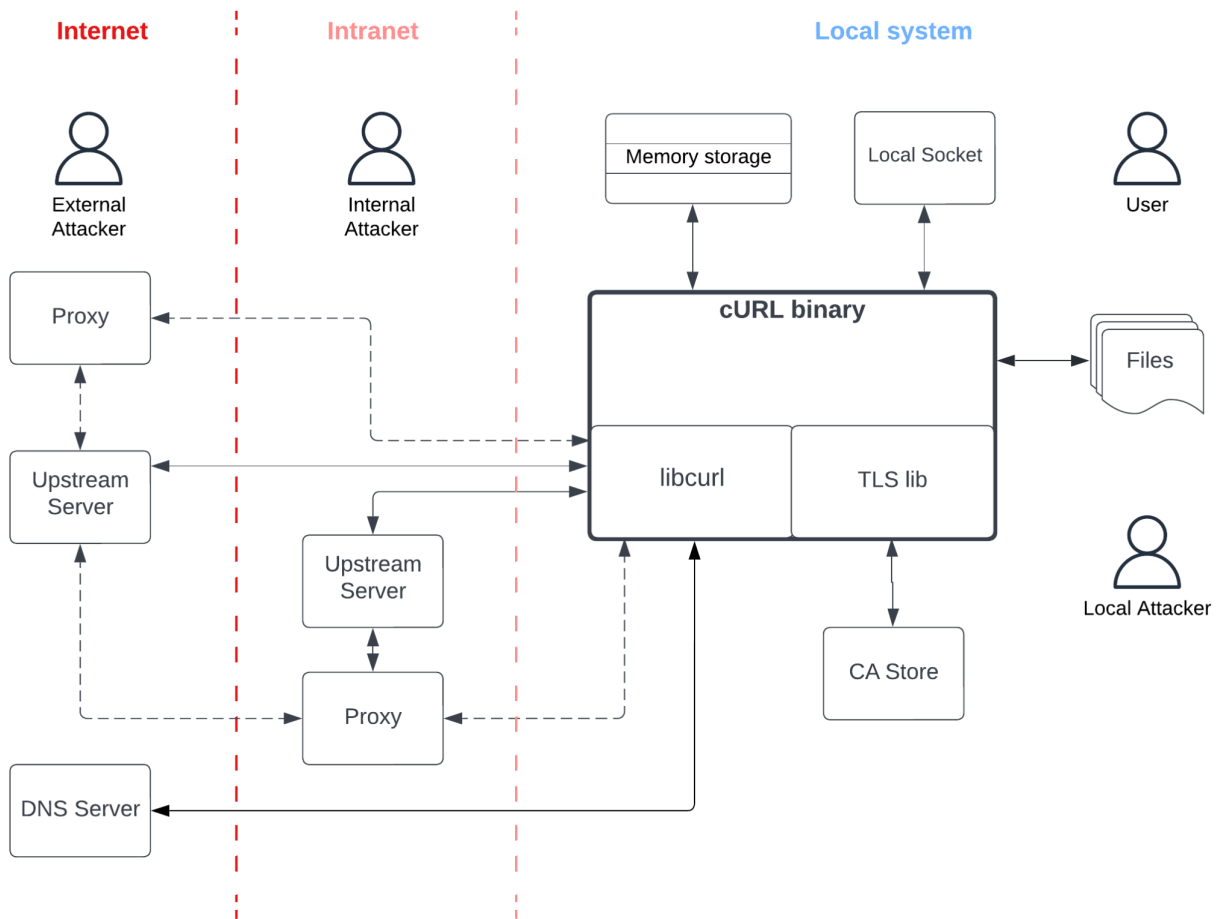 Internet
Intranet
Local system
External
Attacker
Internal
Attacker
Memory storage
Local Socket
User
Proxy
cURL binary
Files
Upstream
Server
libcurl
TLS lib
Upstream
Server
Local Attacker
CA Store
Proxy
DNS Server